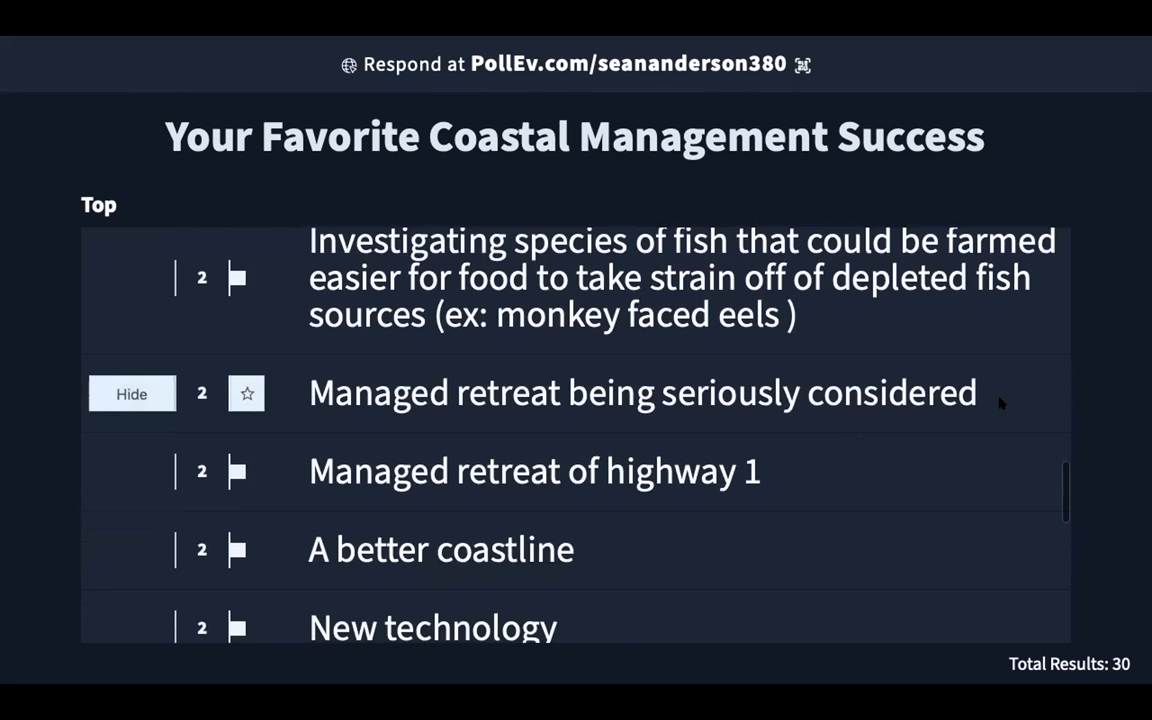 Respond at PollEv.com/seananderson380
Your Favorite Coastal Management Success
Top
2 Investigating species of fish that could be farmed
easier for food to take strain off of depleted fish
sources (ex: monkey faced eels )
Hide 2 Managed retreat being seriously considered
2 Managed retreat of highway 1
2 A better coastline
2 New technology
Total Results: 30